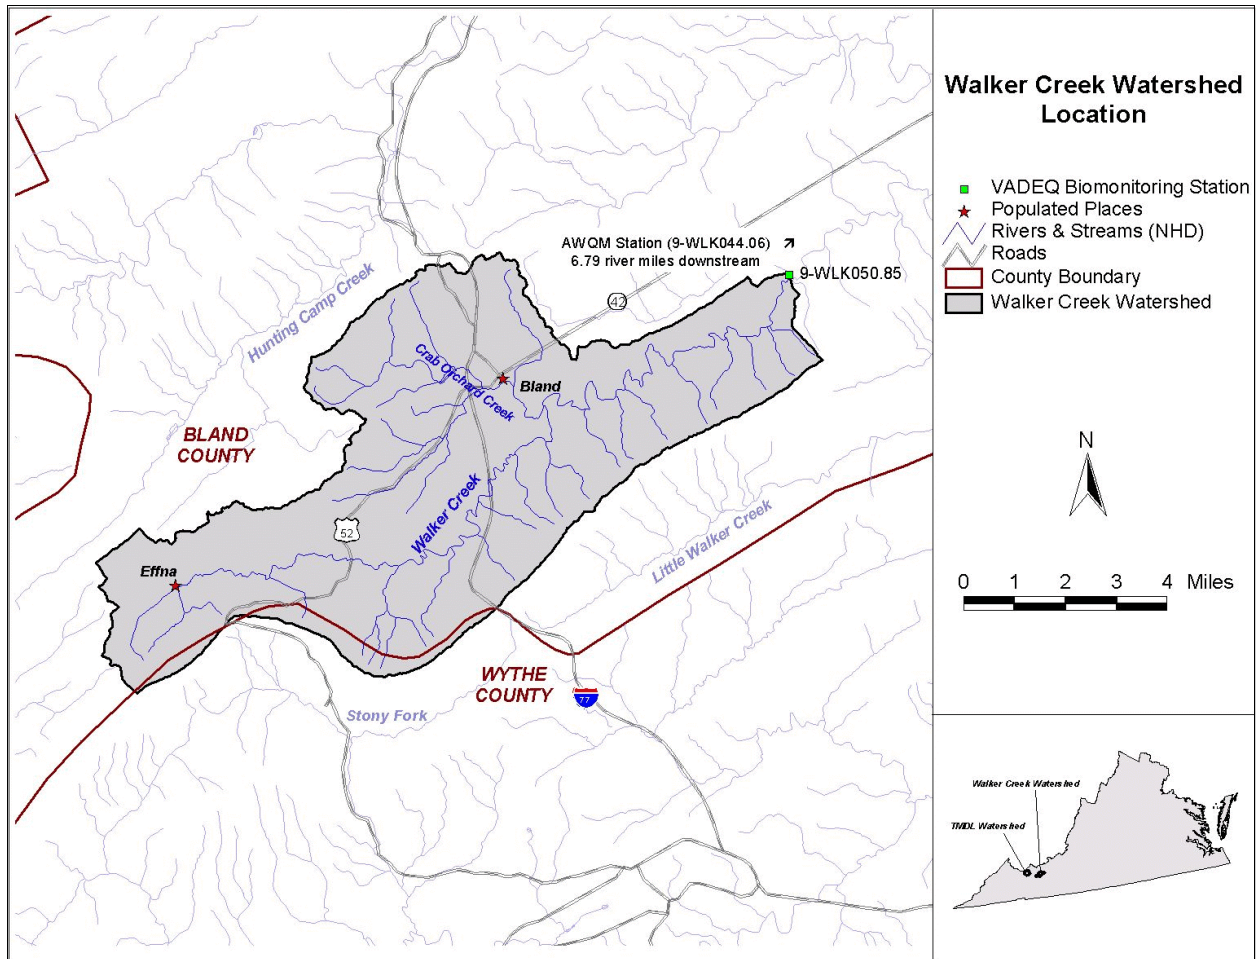 Walker Creek Watershed
Location
VADEQ Biomonitoring Station
Populated Places
Rivers & Streams (NHD)
Roads
County Boundary
Walker Creek Watershed
AWQM Station (9-WLK044.06)
6.79 river miles downstream
9-WLK050.85
42
Hunting Camp Creek
Crab Orchard Creek
Bland
BLAND
COUNTY
Walker Creek
52
Little Walker Creek
Effna
WYTHE
COUNTY
77
Stony Fork
N
0 1 2 3 4 Miles
Walker Creek Watershed
TMDL Watershed